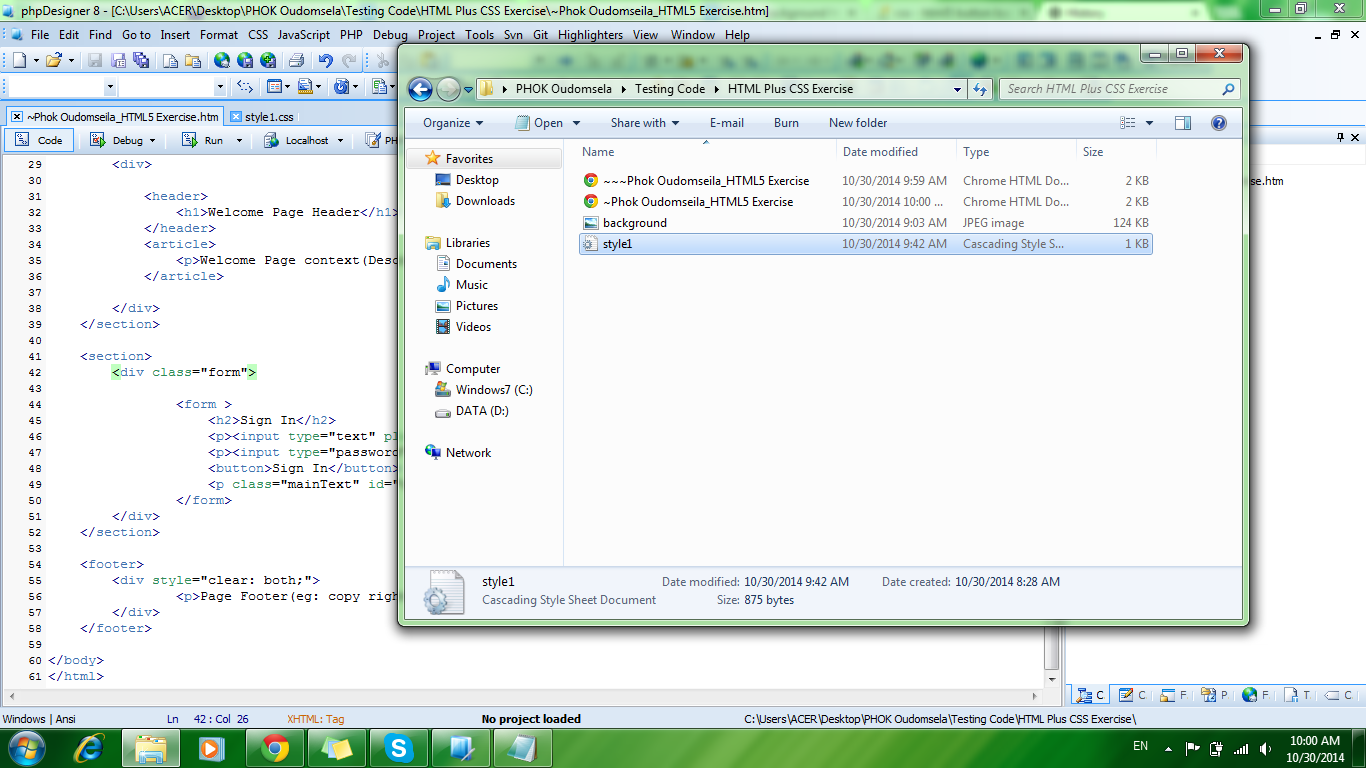 phpDesigner 8 - [C:\Users\ACER\Desktop\PHOK Oudomsela\Testing Code\HTML Plus CSS Exercise\~Phok Oudomseila_HTML5 Exercise.htm]
File Edit Find Go to Insert Format CSS JavaScript PHP Debug Project Tools Svn Git Highlighters View Window Help
~Phok Oudomseila_HTML5 Exercise.htm style1.css
Code Debug Run Localhost PH
29 <div>
30
31 <header>
32 <h1>Welcome Page Header</h1>
33 </header>
34 <article>
35 <p>Welcome Page context(Desc
36 </article>
37
38 </div>
39 </section>
40
41 <section>
42 <div class="form">
43
44 <form >
45 <h2>Sign In</h2>
46 <p><input type="text" pl
47 <p><input type="password
48 <button>Sign In</button>
49 <p class="mainText" id="
50 </form>
51 </div>
52 </section>
53
54 <footer>
55 <div style="clear: both;">
56 <p>Page Footer(eg: copy righ
57 </div>
58 </footer>
59
60 </body>
61 </html>
PHOK Oudomsela Testing Code HTML Plus CSS Exercise Search HTML Plus CSS Exercise
Organize Open Share with E-mail Burn New folder
Favorites
Desktop
Downloads
Libraries
Documents
Music
Pictures
Videos
Computer
Windows7 (C:)
DATA (D:)
Network
Name Date modified Type Size
~~~Phok Oudomseila_HTML5 Exercise 10/30/2014 9:59 AM Chrome HTML Do... 2 KB
~Phok Oudomseila_HTML5 Exercise 10/30/2014 10:00 ... Chrome HTML Do... 2 KB
background 10/30/2014 9:03 AM JPEG image 124 KB
style1 10/30/2014 9:42 AM Cascading Style S... 1 KB
style1 Date modified: 10/30/2014 9:42 AM Date created: 10/30/2014 8:28 AM
Cascading Style Sheet Document Size: 875 bytes
se.htm
C C F P F T C
Windows | Ansi Ln 42 : Col 26 XHTML: Tag No project loaded C:\Users\ACER\Desktop\PHOK Oudomsela\Testing Code\HTML Plus CSS Exercise\
EN 10:00 AM
10/30/2014